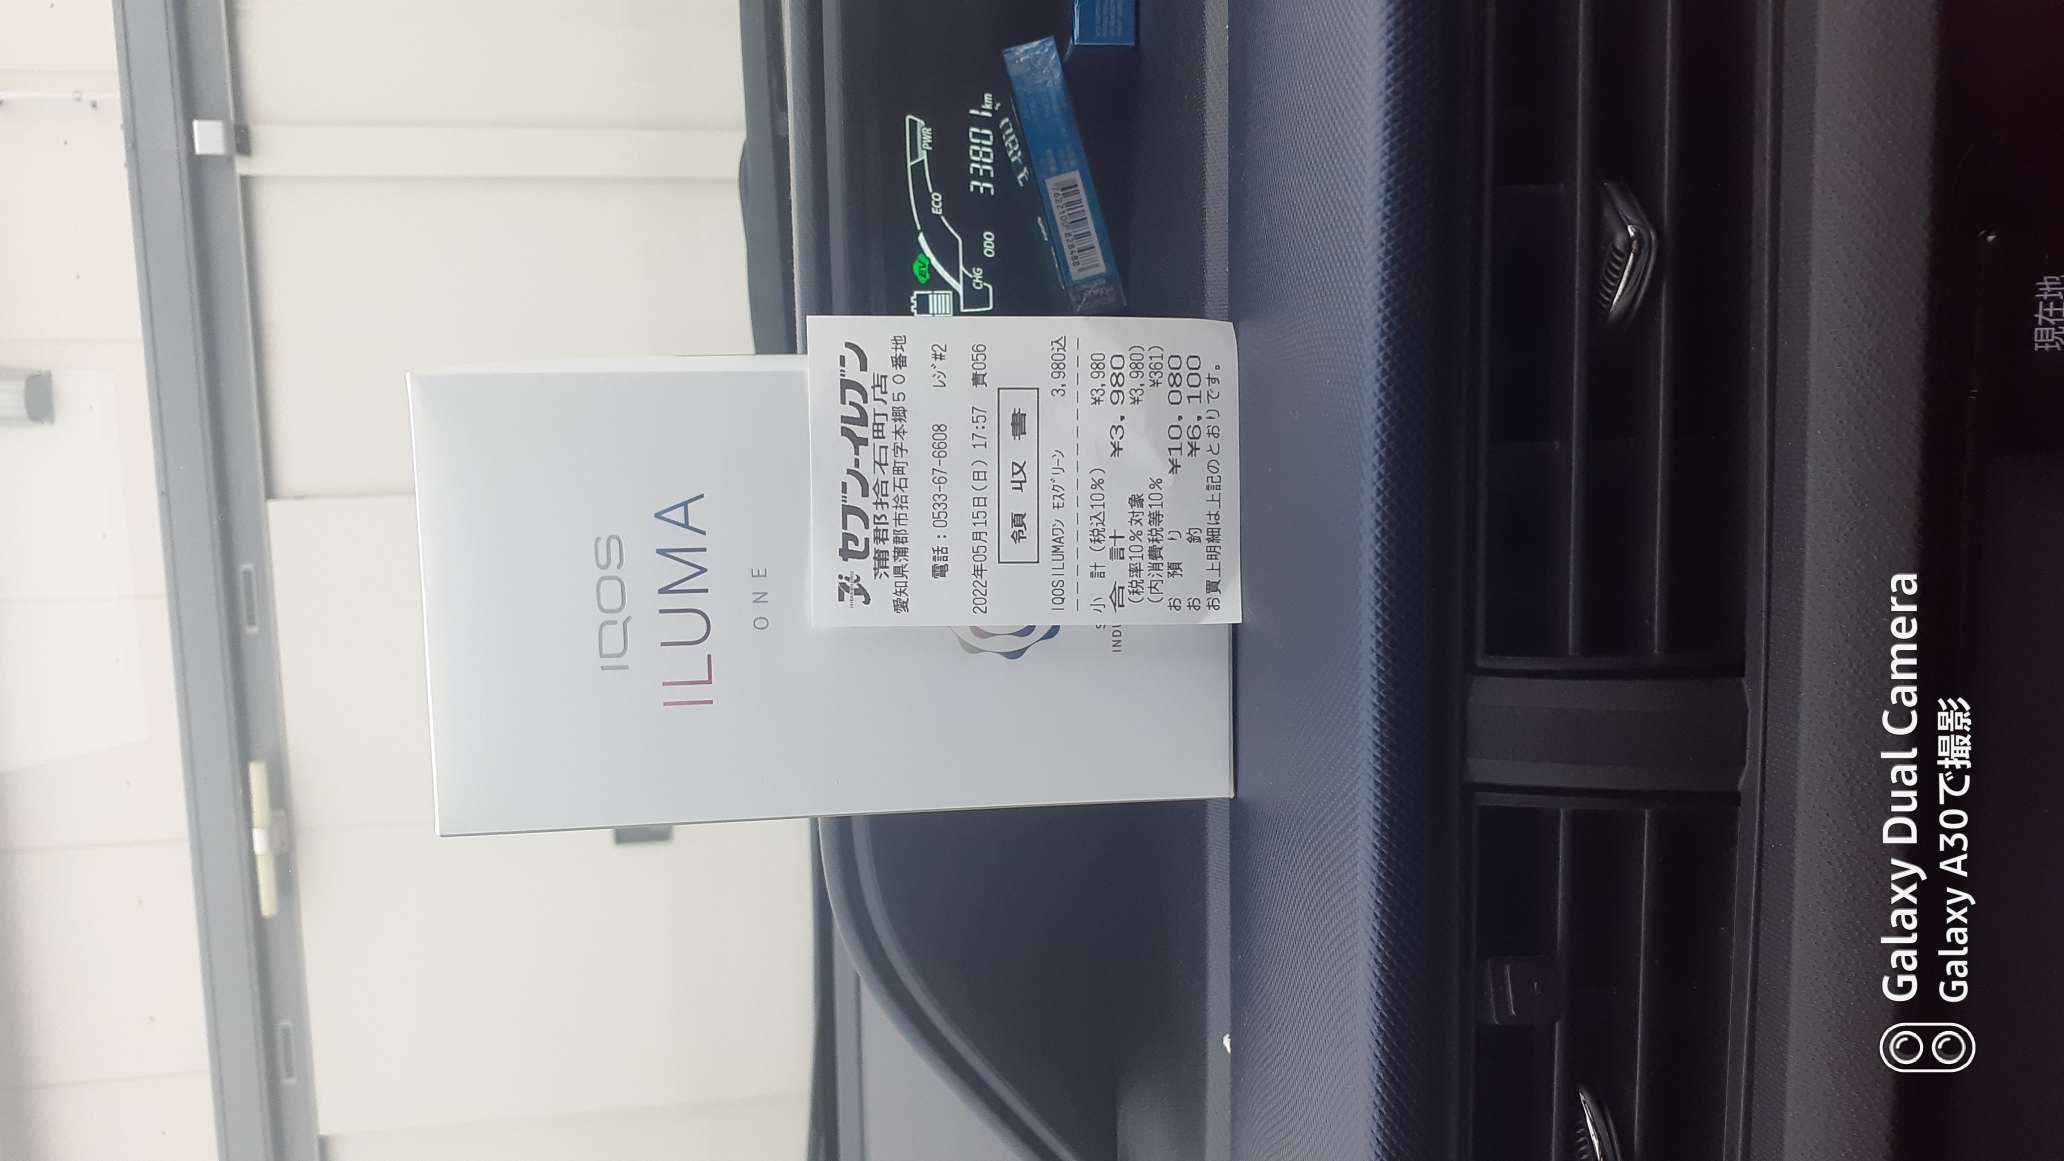 IQOS
ILUMA
ONE
セブン-イレブン
蒲郡拾石町店
愛知県蒲郡市拾石町字本郷50番地
電話:0533-67-6608 レジ#2
2022年05月15日(日) 17:57 責056
領 収 書
IQOSILUMAワン モスグリーン 3,980込
小 計 (税込10%) ¥3,980
合 計 ¥3,980
(税率10%対象 ¥3,980)
(内消費税等10% ¥361)
お 預 り ¥10,080
お 釣 ¥6,100
お買上明細は上記のとおりです。
EV
CHG ECO PWR
ODO 33801 km
現在地
Galaxy Dual Camera
Galaxy A30で撮影